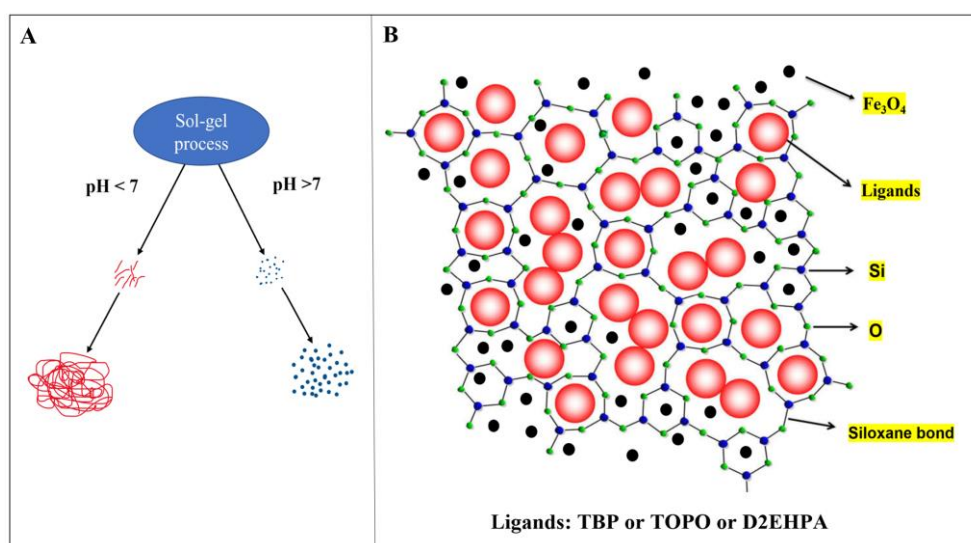 A
Sol-gel
process
pH < 7
pH >7
B
Fe₃O₄
Ligands
Si
O
Siloxane bond
Ligands: TBP or TOPO or D2EHPA